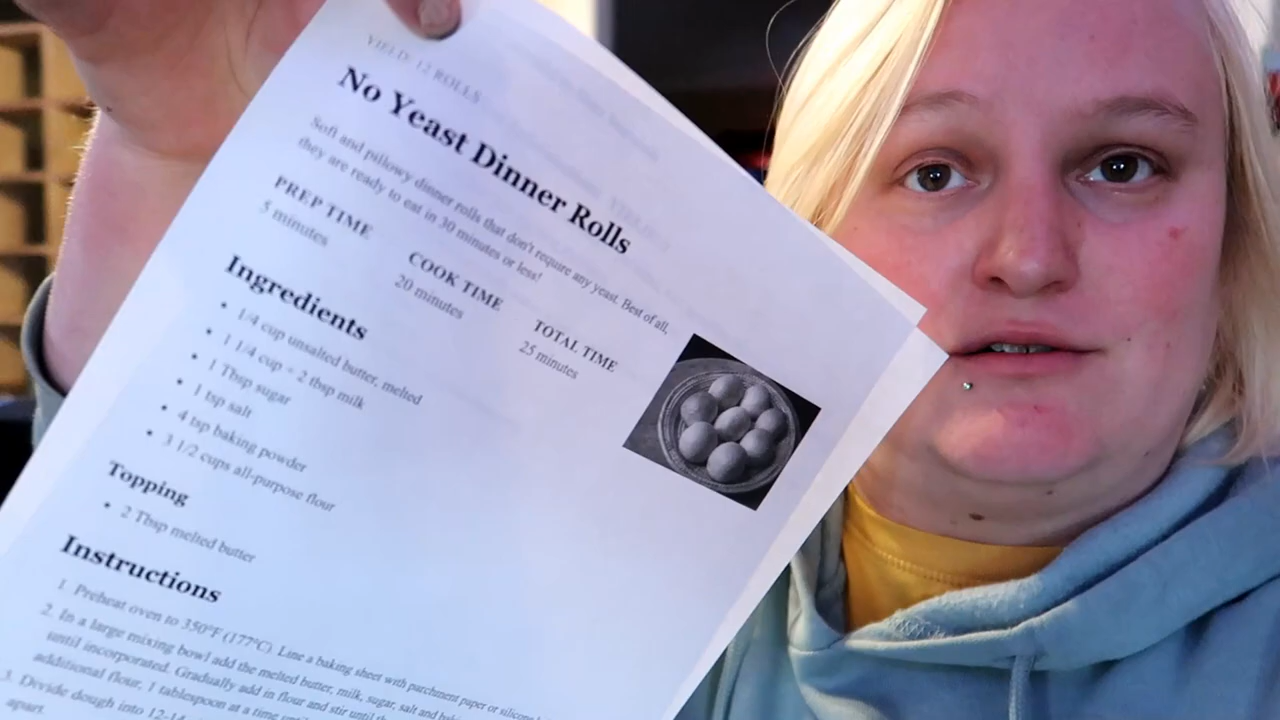 YIELD: 12 ROLLS
No Yeast Dinner Rolls
Soft and pillowy dinner rolls that don't require any yeast. Best of all,
they are ready to eat in 30 minutes or less!
PREP TIME
5 minutes
COOK TIME
20 minutes
TOTAL TIME
25 minutes
Ingredients
1/4 cup unsalted butter, melted
1 1/4 cup + 2 tbsp milk
1 Tbsp sugar
1 tsp salt
4 tsp baking powder
3 1/2 cups all-purpose flour
Topping
2 Tbsp melted butter
Instructions
1. Preheat oven to 350°F (177°C). Line a baking sheet with parchment paper or silicone
2. In a large mixing bowl add the melted butter, milk, sugar, salt and
until incorporated. Gradually add in flour and stir until
additional flour, 1 tablespoon at a time
3. Devide dough into 12-14
apart.